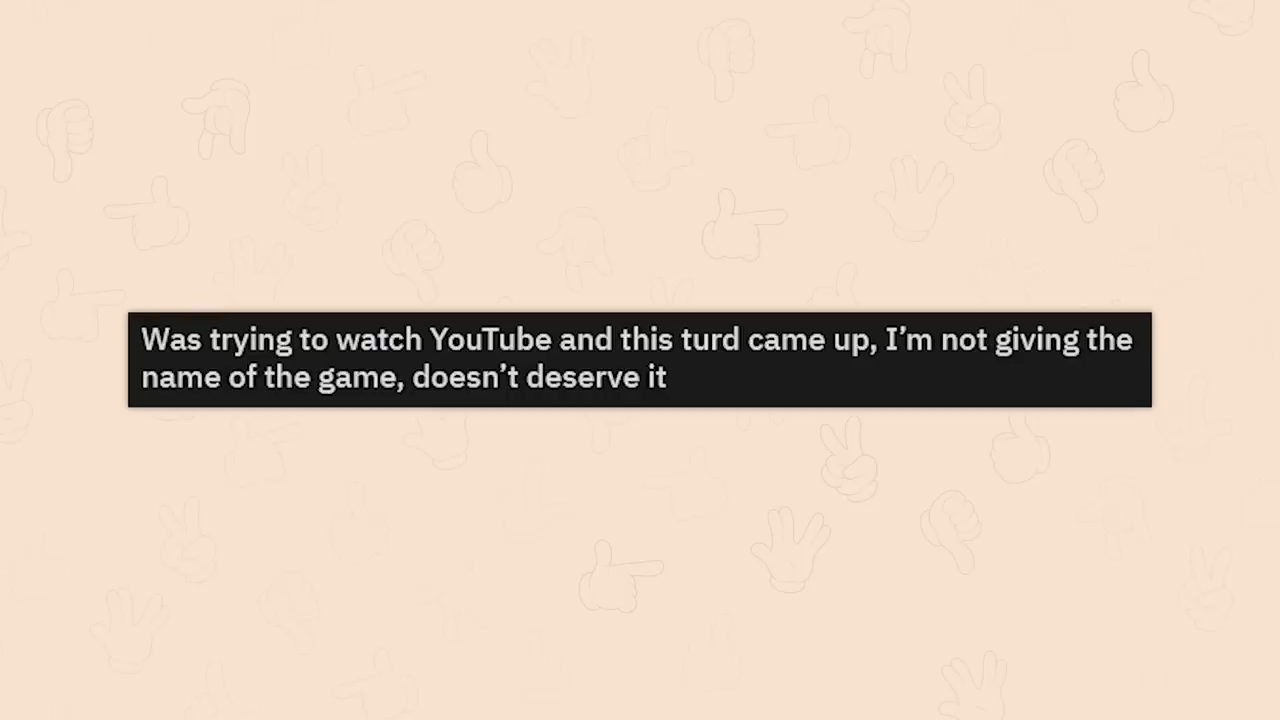 Was trying to watch YouTube and this turd came up, I’m not giving the
name of the game, doesn’t deserve it